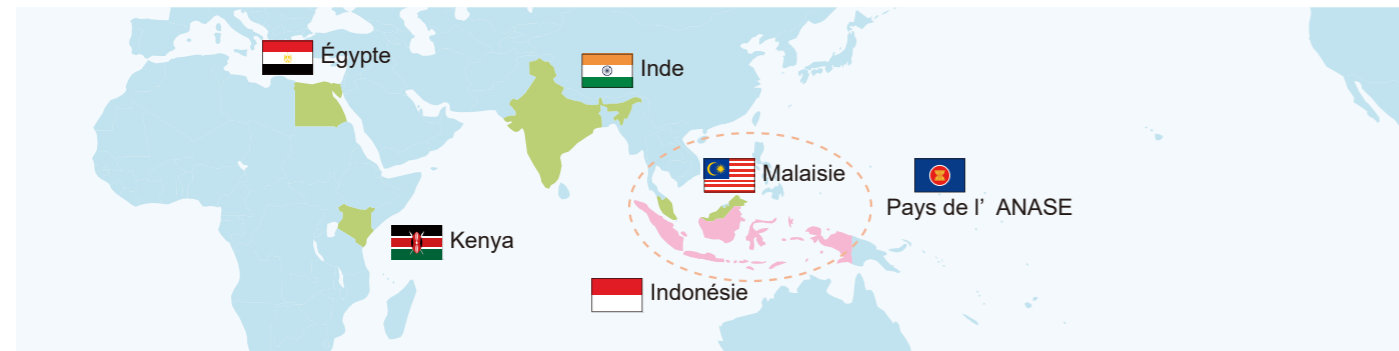 Égypte
Inde
Malaisie
Pays de l’ ANASE
Kenya
Indonésie